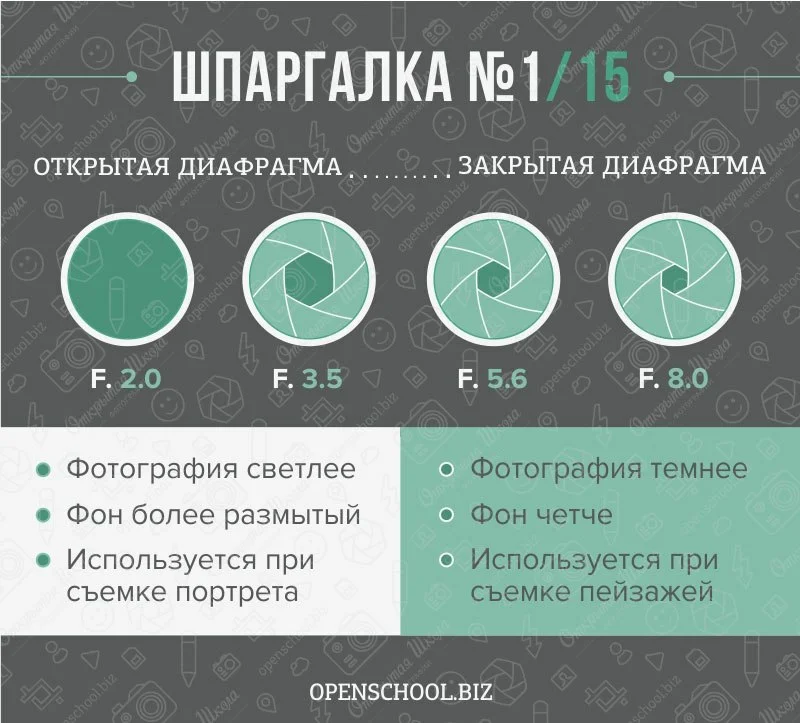 ШПАРГАЛКА №1/15
ОТКРЫТАЯ ДИАФРАГМА.........ЗАКРЫТАЯ ДИАФРАГМА
F. 2.0 F. 3.5 F. 5.6 F. 8.0
Фотография светлее
Фон более размытый
Используется при
съемке портрета
Фотография темнее
Фон четче
Используется при
съемке пейзажей
OPENSCHOOL.BIZ